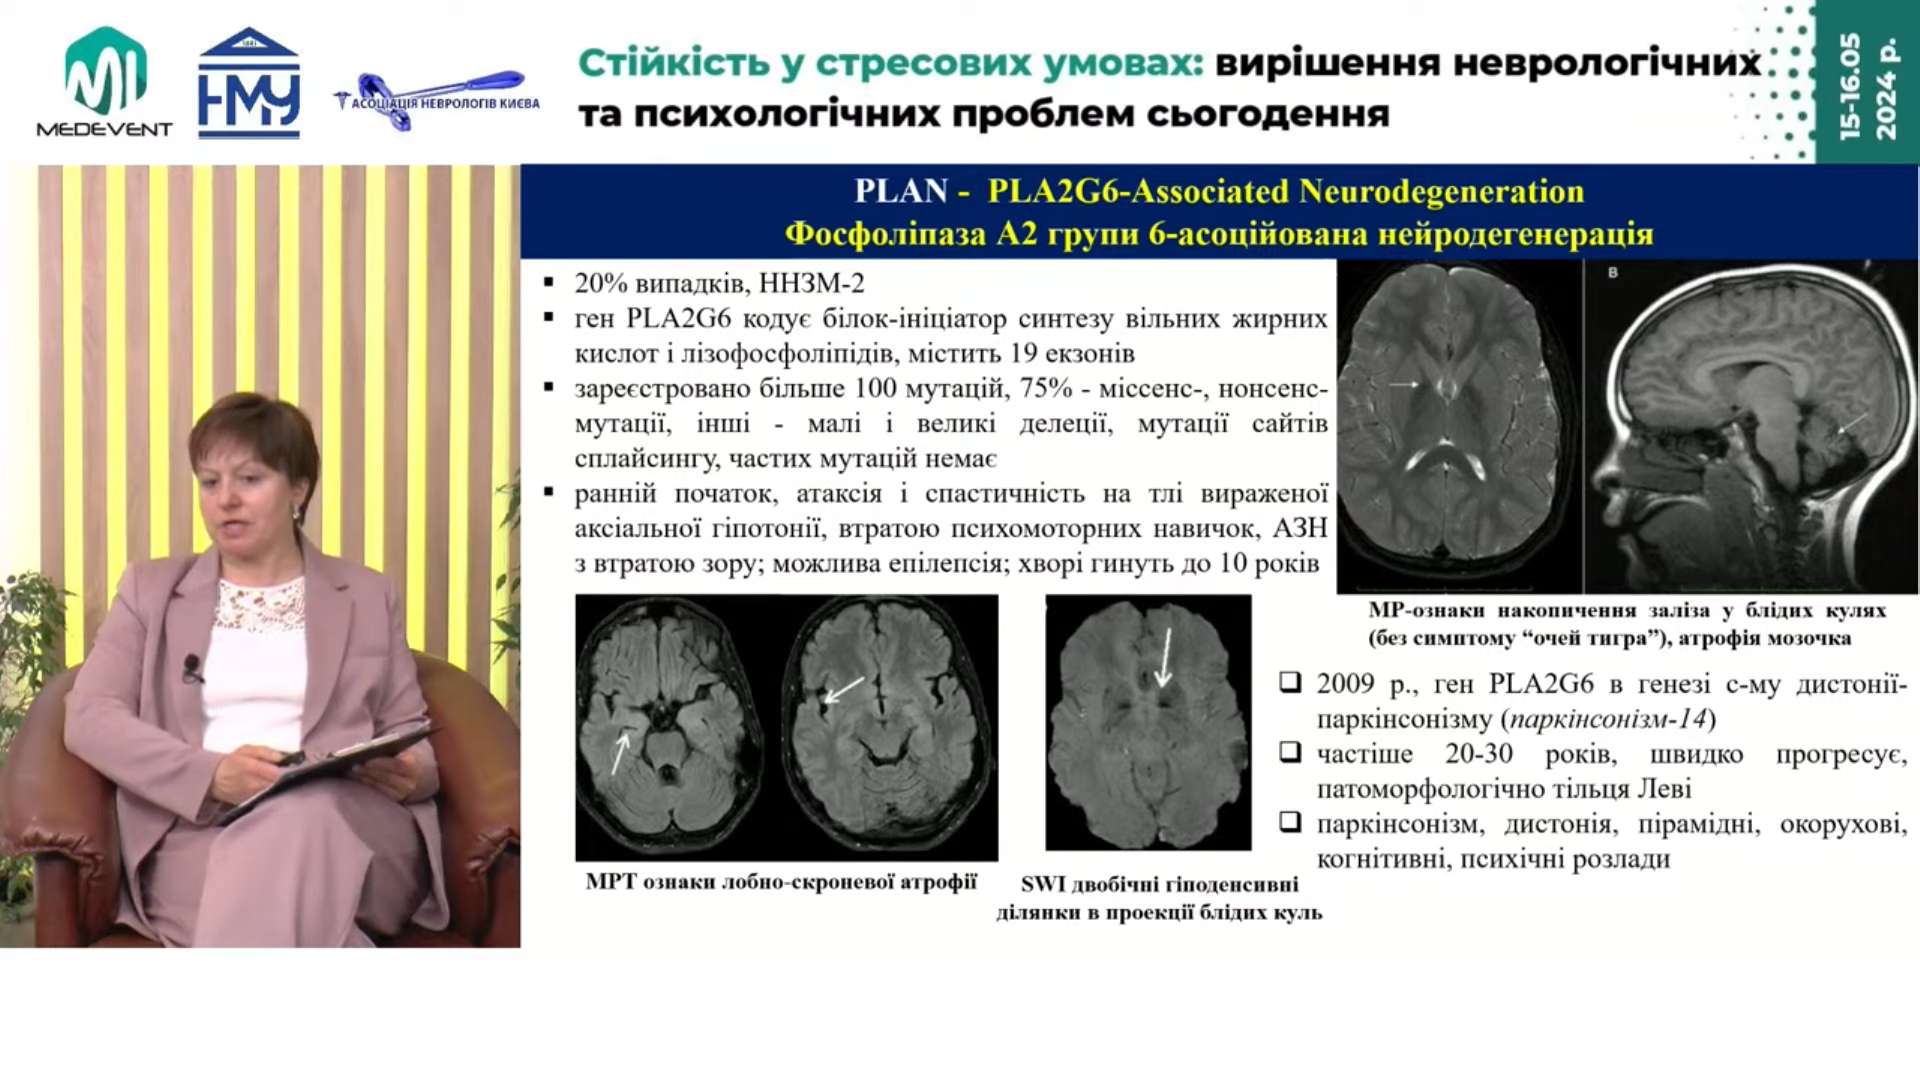 MEDEVENT
1841
НМУ
АСОЦІАЦІЯ НЕВРОЛОГІВ КИЄВА
Стійкість у стресових умовах: вирішення неврологічних
та психологічних проблем сьогодення
15-16.05
2024 р.
PLAN - PLA2G6-Associated Neurodegeneration
Фосфоліпаза А2 групи 6-асоційована нейродегенерація
▪ 20% випадків, ННЗМ-2
▪ ген PLA2G6 кодує білок-ініціатор синтезу вільних жирних
кислот і лізофосфоліпідів, містить 19 екзонів
▪ зареєстровано більше 100 мутацій, 75% - міссенс-, нонсенс-
мутації, інші - малі і великі делеції, мутації сайтів
сплайсингу, частих мутацій немає
▪ ранній початок, атаксія і спастичність на тлі вираженої
аксіальної гіпотонії, втратою психомоторних навичок, АЗН
з втратою зору; можлива епілепсія; хворі гинуть до 10 років
B
МР-ознаки накопичення заліза у блідих кулях
(без симптому “очей тигра”), атрофія мозочка
❑ 2009 р., ген PLA2G6 в генезі с-му дистонії-
паркінсонізму (паркінсонізм-14)
❑ частіше 20-30 років, швидко прогресує,
патоморфологічно тільця Леві
❑ паркінсонізм, дистонія, пірамідні, окорухові,
когнітивні, психічні розлади
МРТ ознаки лобно-скроневої атрофії
SWI двобічні гіподенсивні
ділянки в проекції блідих куль